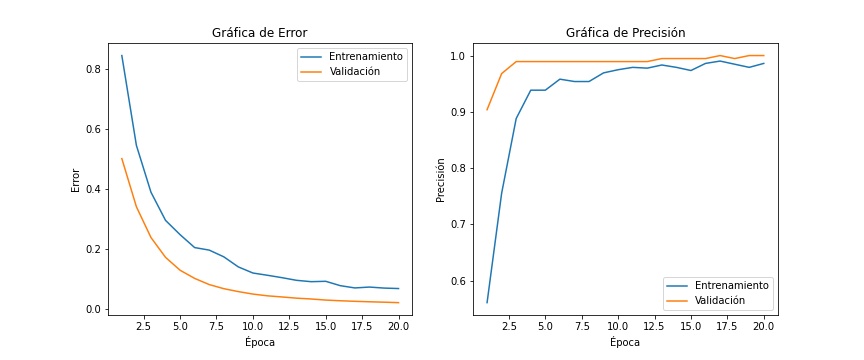 Gráfica de Error
Entrenamiento
Validación
0.8
0.6
0.4
0.2
0.0
Error
2.5 5.0 7.5 10.0 12.5 15.0 17.5 20.0
Época
Gráfica de Precisión
1.0
0.9
0.8
0.7
0.6
Precisión
Entrenamiento
Validación
2.5 5.0 7.5 10.0 12.5 15.0 17.5 20.0
Época